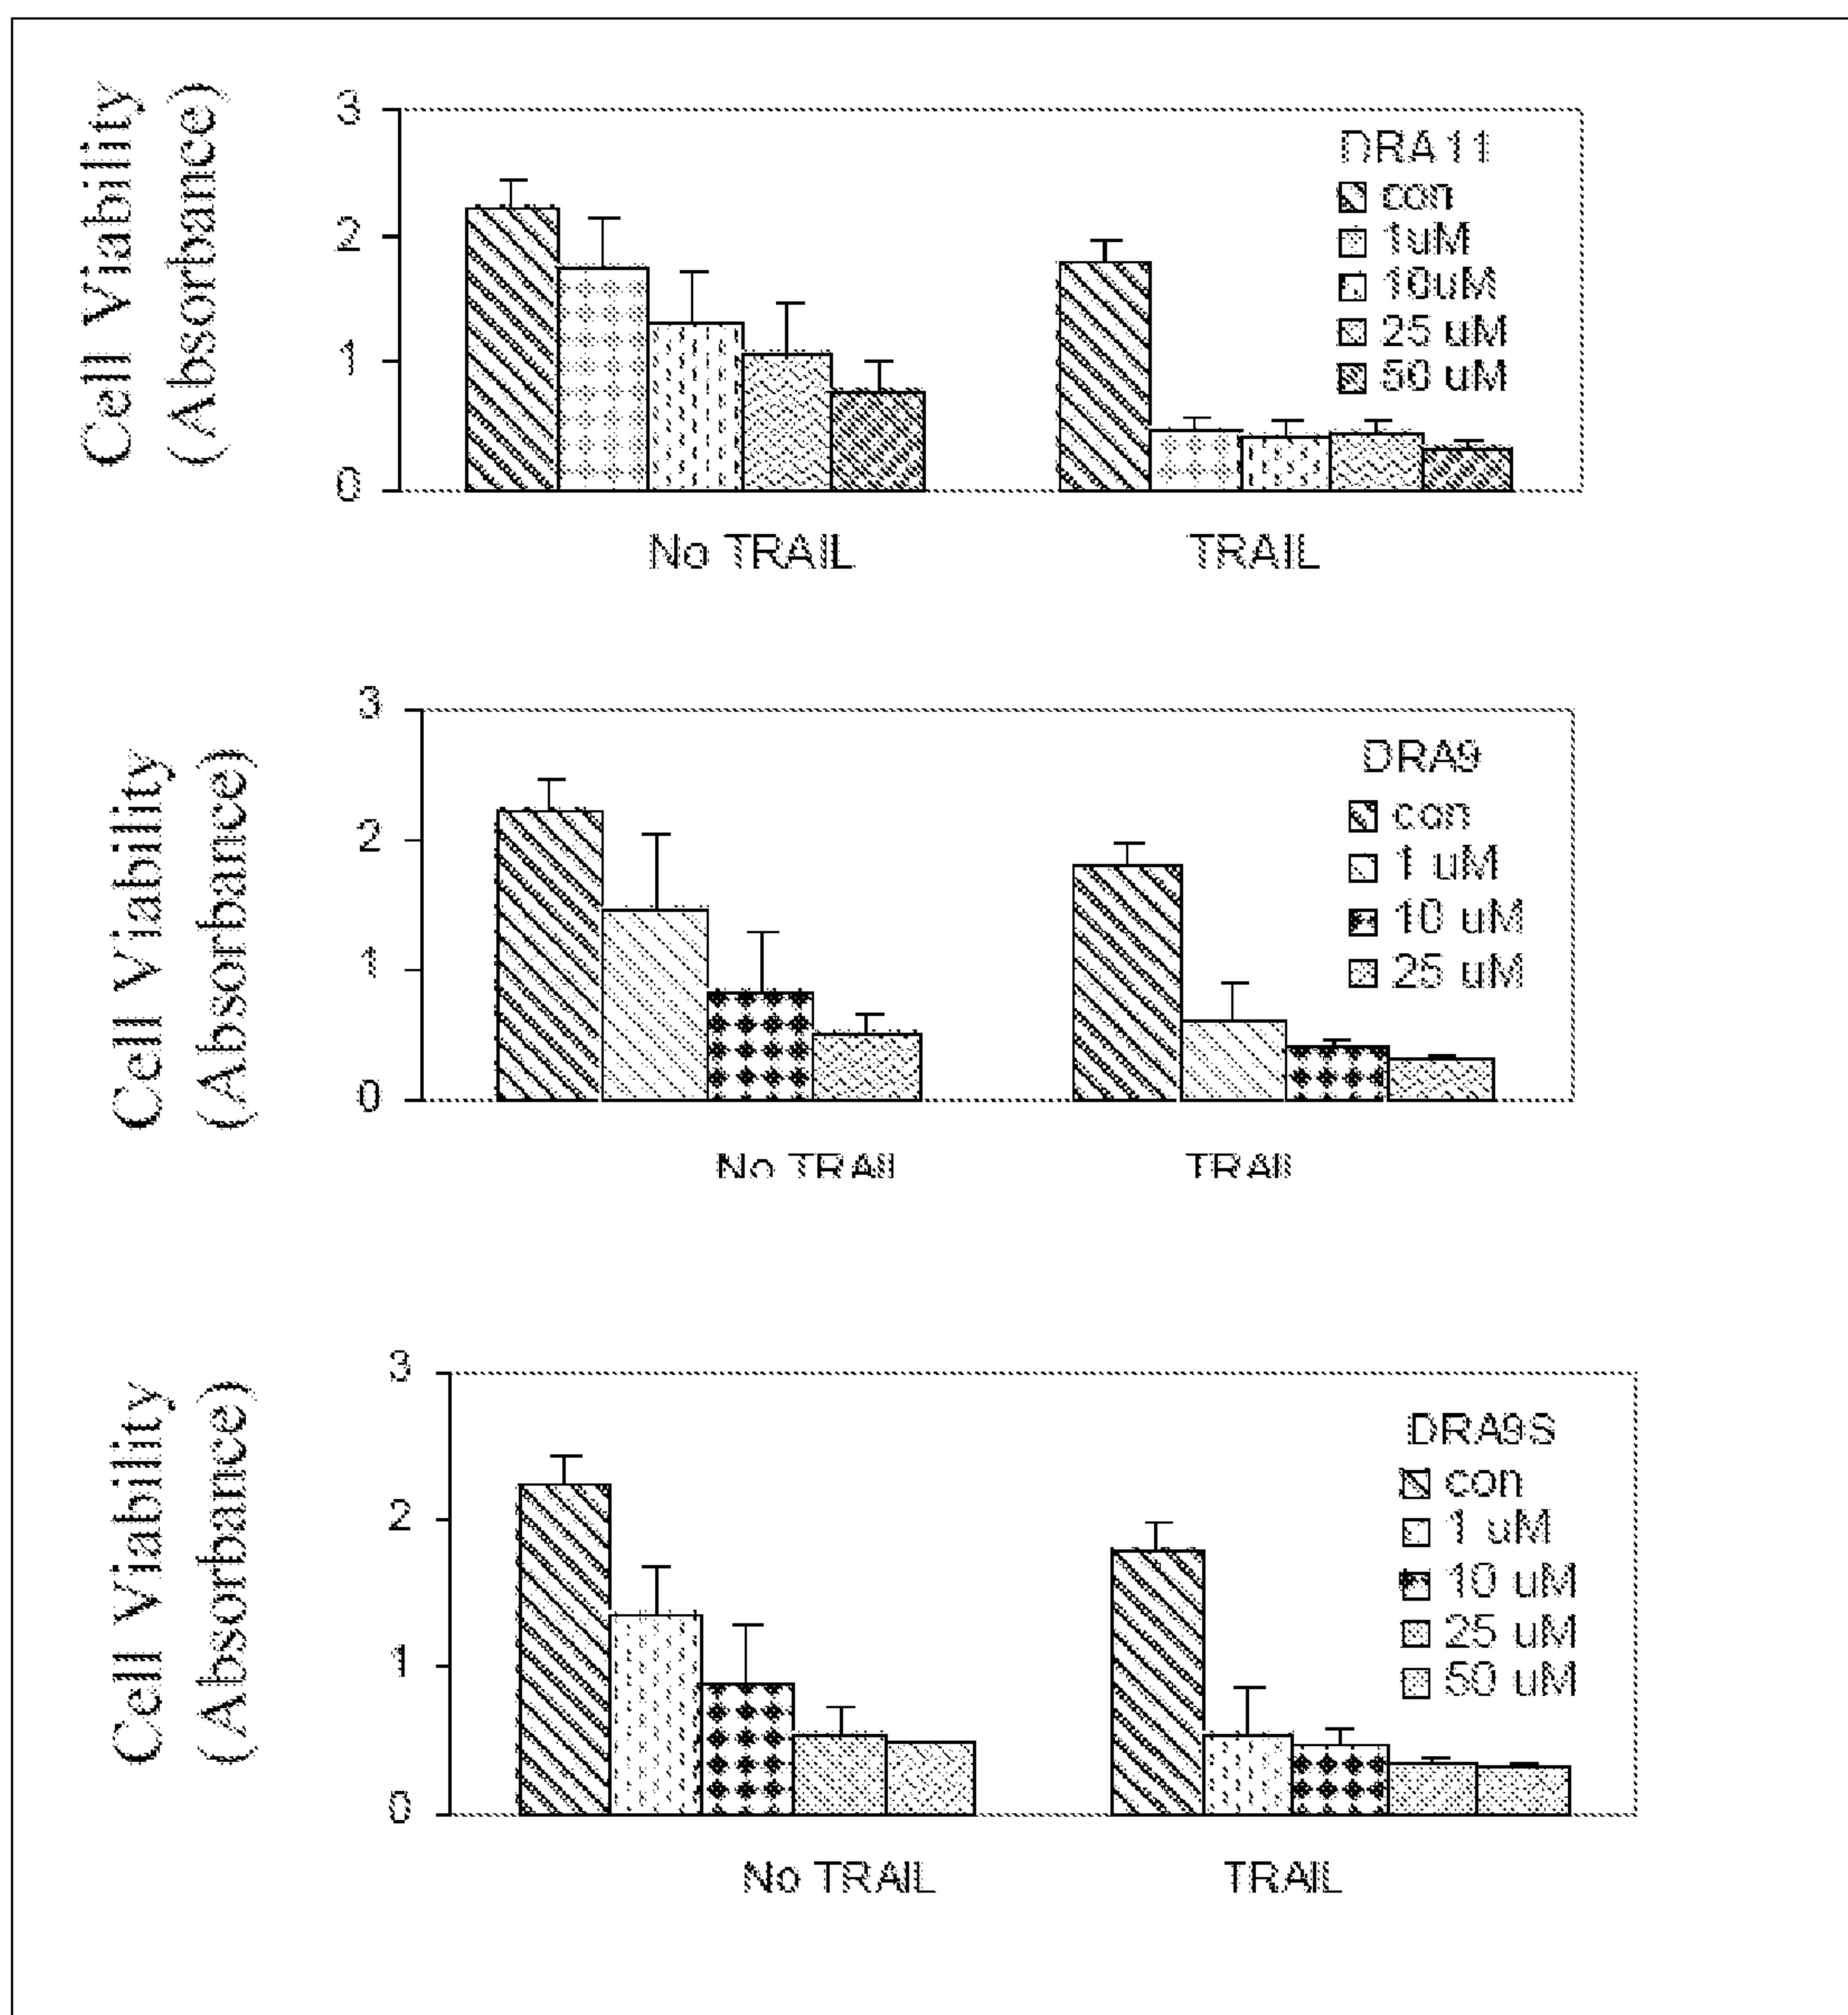 Cell Viability
(Absorbance)
3
2
1
0
DRA11
con
1uM
10uM
25 uM
50 uM
No TRAIL
TRAIL
Cell Viability
(Absorbance)
3
2
1
0
DRA9
con
1 uM
10 uM
25 uM
No TRAIL
TRAIL
Cell Viability
(Absorbance)
3
2
1
0
DRA9S
con
1 uM
10 uM
25 uM
50 uM
No TRAIL
TRAIL